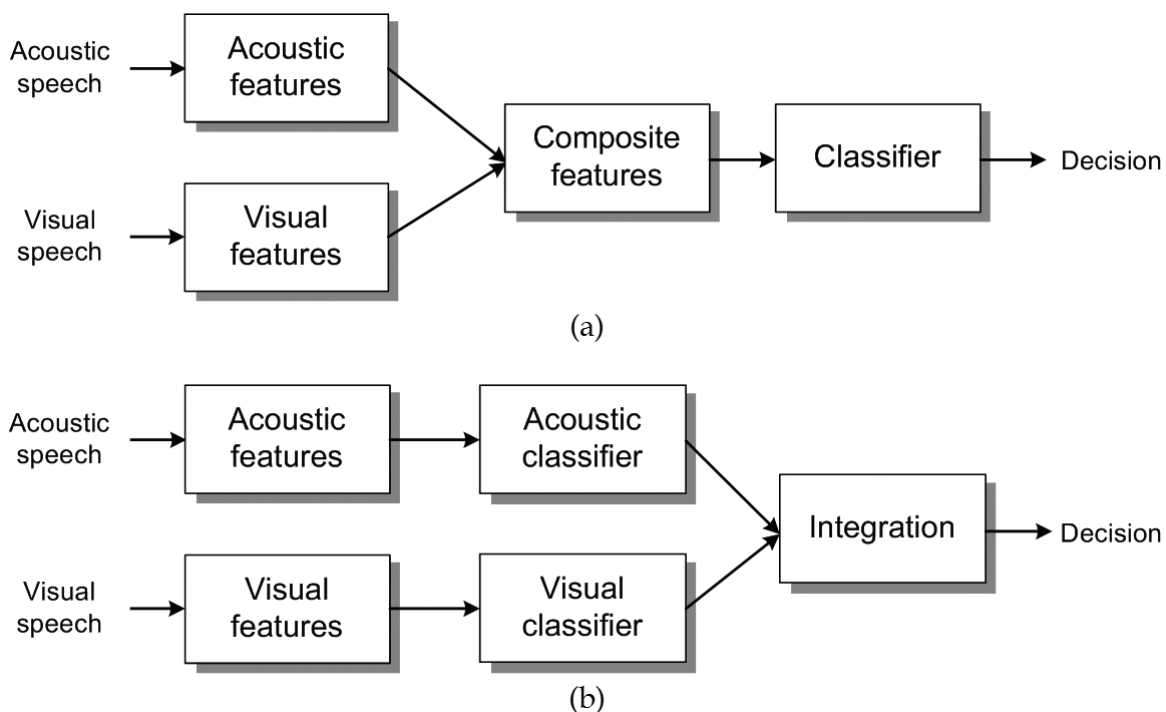 Acoustic
speech
Acoustic
features
Visual
speech
Visual
features
Composite
features
Classifier
Decision
(a)
Acoustic
speech
Acoustic
features
Acoustic
classifier
Visual
speech
Visual
features
Visual
classifier
Integration
Decision
(b)